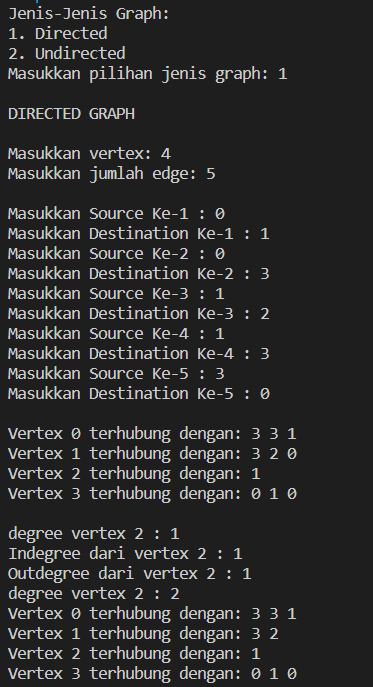 Jenis-Jenis Graph:
1. Directed
2. Undirected
Masukkan pilihan jenis graph: 1
DIRECTED GRAPH
Masukkan vertex: 4
Masukkan jumlah edge: 5
Masukkan Source Ke-1 : 0
Masukkan Destination Ke-1 : 1
Masukkan Source Ke-2 : 0
Masukkan Destination Ke-2 : 3
Masukkan Source Ke-3 : 1
Masukkan Destination Ke-3 : 2
Masukkan Source Ke-4 : 1
Masukkan Destination Ke-4 : 3
Masukkan Source Ke-5 : 3
Masukkan Destination Ke-5 : 0
Vertex 0 terhubung dengan: 3 3 1
Vertex 1 terhubung dengan: 3 2 0
Vertex 2 terhubung dengan: 1
Vertex 3 terhubung dengan: 0 1 0
degree vertex 2 : 1
Indegree dari vertex 2 : 1
Outdegree dari vertex 2 : 1
degree vertex 2 : 2
Vertex 0 terhubung dengan: 3 3 1
Vertex 1 terhubung dengan: 3 2
Vertex 2 terhubung dengan: 1
Vertex 3 terhubung dengan: 0 1 0